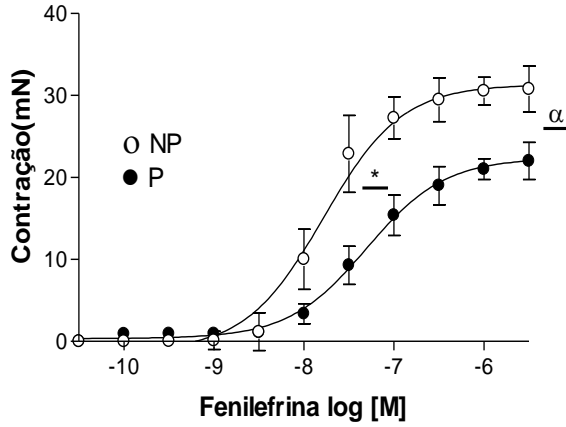 Contração(mN)
40
30
20
10
0
NP
P
*
α
-10 -9 -8 -7 -6
Fenilefrina log [M]